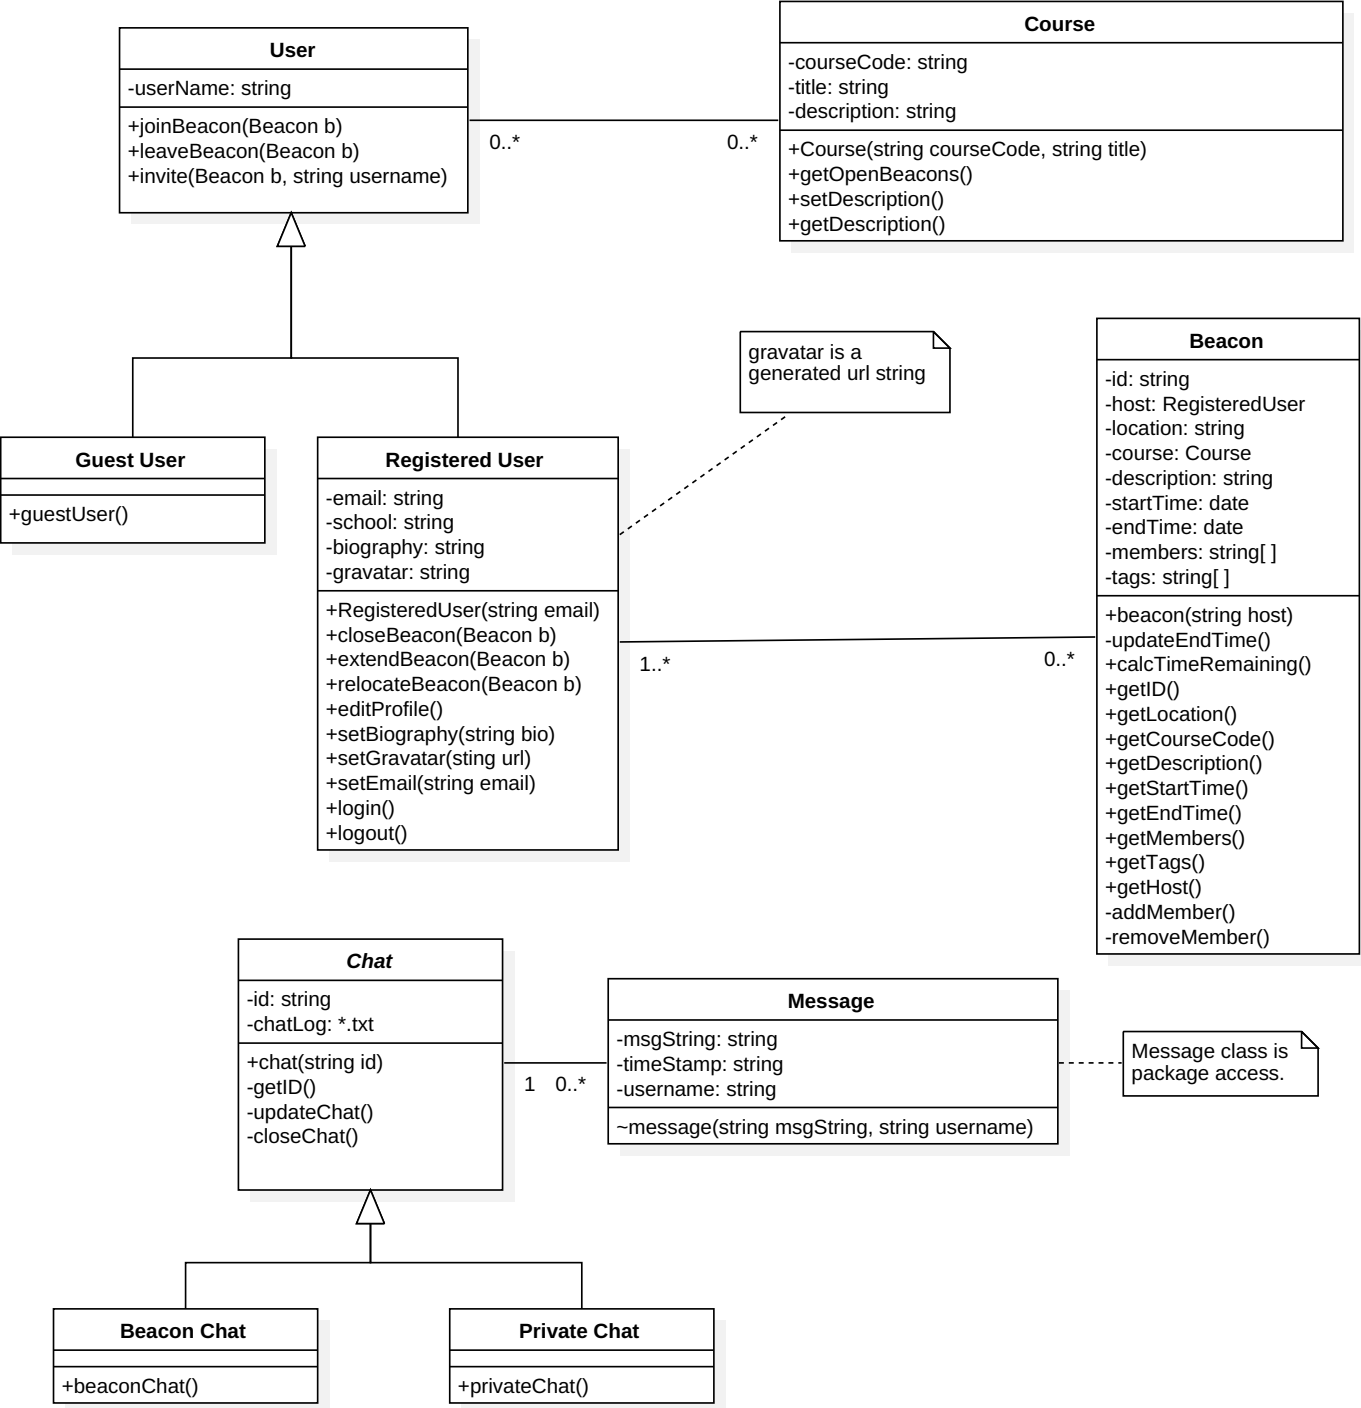 User
-userName: string
+joinBeacon(Beacon b)
+leaveBeacon(Beacon b)
+invite(Beacon b, string username)
0..*
0..*
Course
-courseCode: string
-title: string
-description: string
+Course(string courseCode, string title)
+getOpenBeacons()
+setDescription()
+getDescription()
gravatar is a
generated url string
Guest User
+guestUser()
Registered User
-email: string
-school: string
-biography: string
-gravatar: string
+RegisteredUser(string email)
+closeBeacon(Beacon b)
+extendBeacon(Beacon b)
+relocateBeacon(Beacon b)
+editProfile()
+setBiography(string bio)
+setGravatar(sting url)
+setEmail(string email)
+login()
+logout()
1..*
0..*
Beacon
-id: string
-host: RegisteredUser
-location: string
-course: Course
-description: string
-startTime: date
-endTime: date
-members: string[ ]
-tags: string[ ]
+beacon(string host)
-updateEndTime()
+calcTimeRemaining()
+getID()
+getLocation()
+getCourseCode()
+getDescription()
+getStartTime()
+getEndTime()
+getMembers()
+getTags()
+getHost()
-addMember()
-removeMember()
Chat
-id: string
-chatLog: *.txt
+chat(string id)
-getID()
-updateChat()
-closeChat()
1
0..*
Message
-msgString: string
-timeStamp: string
-username: string
~message(string msgString, string username)
Message class is
package access.
Beacon Chat
+beaconChat()
Private Chat
+privateChat()